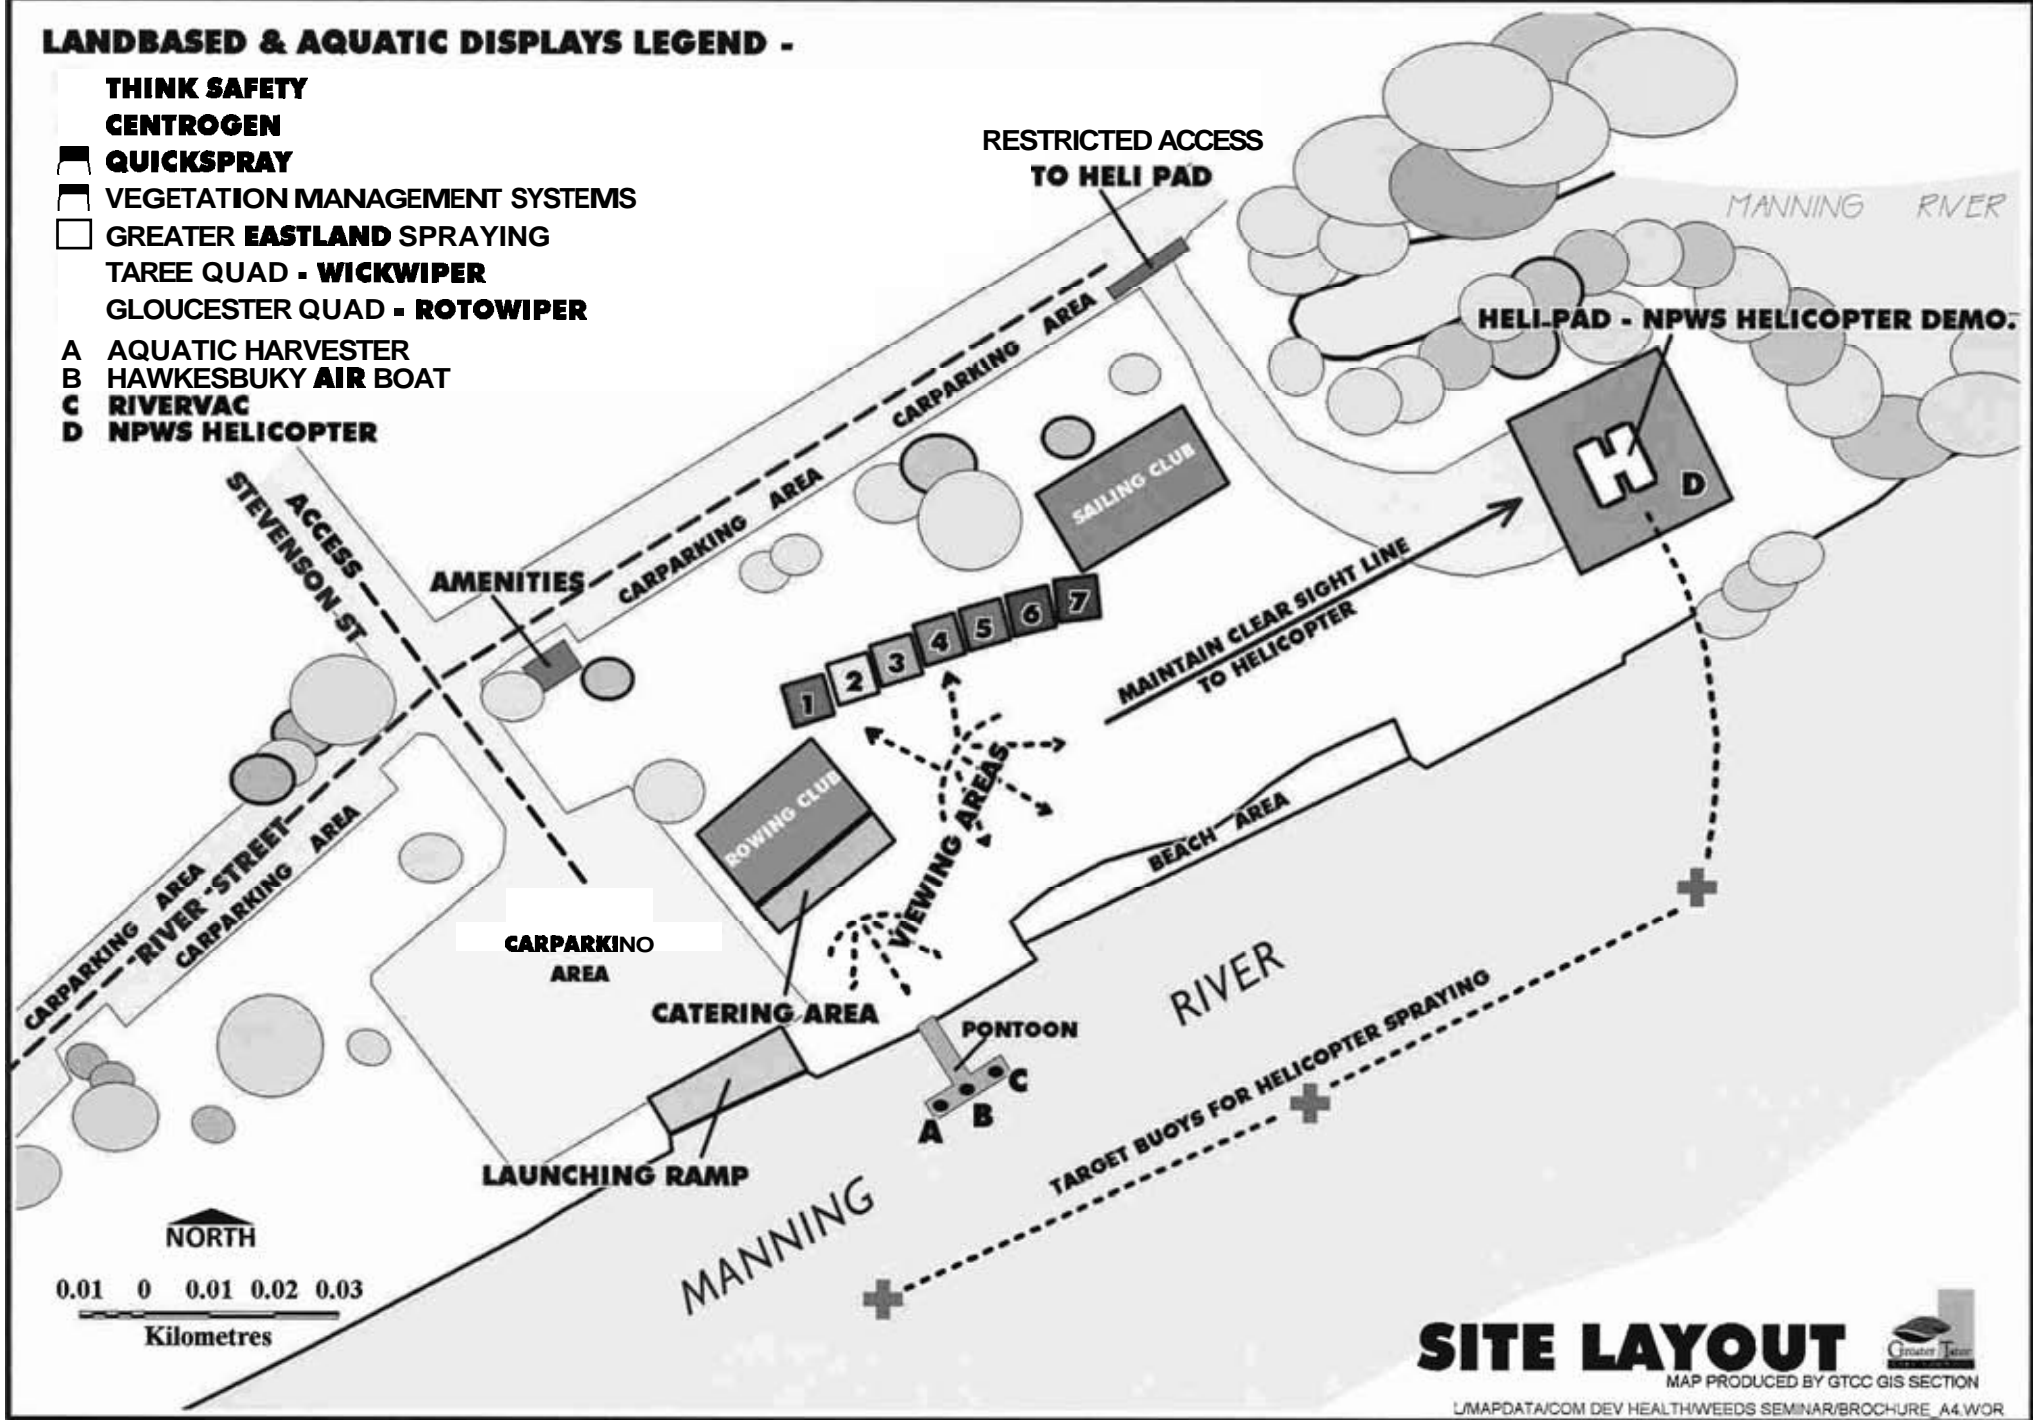 LANDBASED & AQUATIC DISPLAYS LEGEND -
THINK SAFETY
CENTROGEN
QUICKSPRAY
VEGETATION MANAGEMENT SYSTEMS
GREATER EASTLAND SPRAYING
TAREE QUAD - WICKWIPER
GLOUCESTER QUAD - ROTOWIPER
A AQUATIC HARVESTER
B HAWKESBUKY AIR BOAT
C RIVERVAC
D NPWS HELICOPTER
RESTRICTED ACCESS
TO HELI PAD
MANNING RIVER
HELI-PAD - NPWS HELICOPTER DEMO.
H
D
CARPARKING AREA
CARPARKING AREA
SAILING CLUB
ACCESS
STEVENSON ST
AMENITIES
1 2 3 4 5 6 7
MAINTAIN CLEAR SIGHT LINE
TO HELICOPTER
ROWING CLUB
VIEWING AREAS
BEACH AREA
CARPARKING AREA
RIVER STREET
CARPARKING AREA
CARPARKINO
AREA
CATERING AREA
PONTOON
A B C
LAUNCHING RAMP
MANNING RIVER
TARGET BUOYS FOR HELICOPTER SPRAYING
NORTH
0.01 0 0.01 0.02 0.03
Kilometres
SITE LAYOUT
Greater Taree
MAP PRODUCED BY GTCC GIS SECTION
L/MAPDATA/COM DEV HEALTH/WEEDS SEMINAR/BROCHURE_A4.WOR